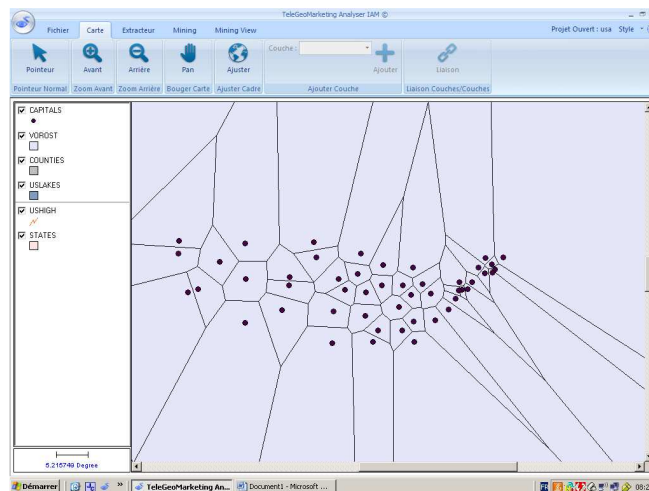 TeleGeoMarketing Analyser IAM ©
Fichier Carte Extracteur Mining Mining View Projet Ouvert : usa Style
Couche :
Pointeur Avant Arrière Pan Ajuster Ajouter Liaison
Pointeur Normal Zoom Avant Zoom Arrière Bouger Carte Ajuster Cadre Ajouter Couche Liaison Couches/Couches
CAPITALS
VOROST
COUNTIES
USLAKES
USHIGH
STATES
5.215749 Degree
Démarrer » TeleGeoMarketing An... Document1 - Microsoft ... FR